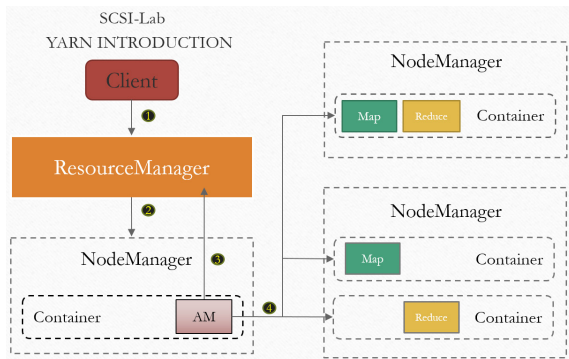 SCSI-Lab
YARN INTRODUCTION
Client
1
ResourceManager
2
3
NodeManager
Container
AM
4
NodeManager
Map
Reduce
Container
NodeManager
Map
Container
Reduce
Container